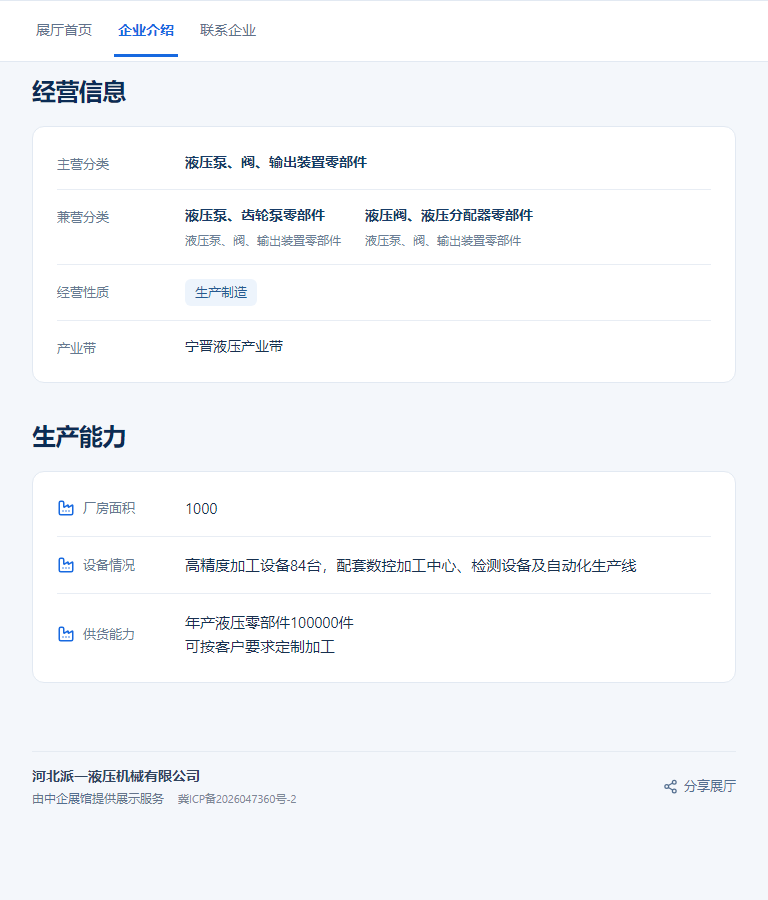 展厅首页 企业介绍 联系企业
经营信息
主营分类 液压泵、阀、输出装置零部件
兼营分类 液压泵、齿轮泵零部件 液压阀、液压分配器零部件
液压泵、阀、输出装置零部件 液压泵、阀、输出装置零部件
经营性质 生产制造
产业带 宁晋液压产业带
生产能力
厂房面积 1000
设备情况 高精度加工设备84台，配套数控加工中心、检测设备及自动化生产线
供货能力 年产液压零部件100000件
可按客户要求定制加工
河北派一液压机械有限公司
由中企展馆提供展示服务 冀ICP备2026047360号-2
分享展厅